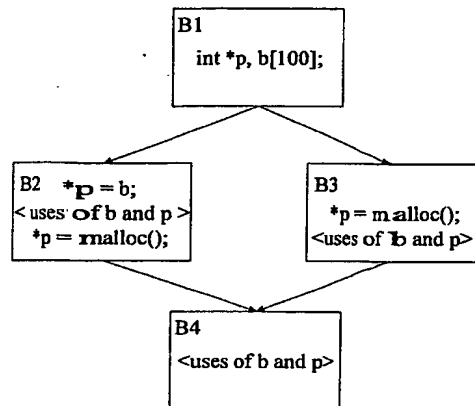 B1
int *p, b[100];
B2
*p = b;
< uses of b and p >
*p = malloc();
B3
*p = malloc();
<uses of b and p>
B4
<uses of b and p>